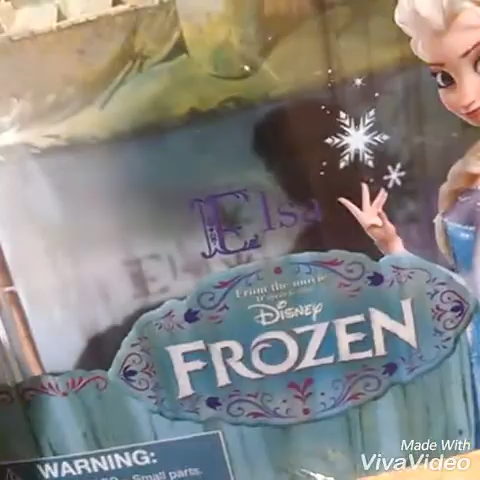 Elsa
From the movie
Disney
FROZEN
WARNING:
Small parts.
Made With
VivaVideo